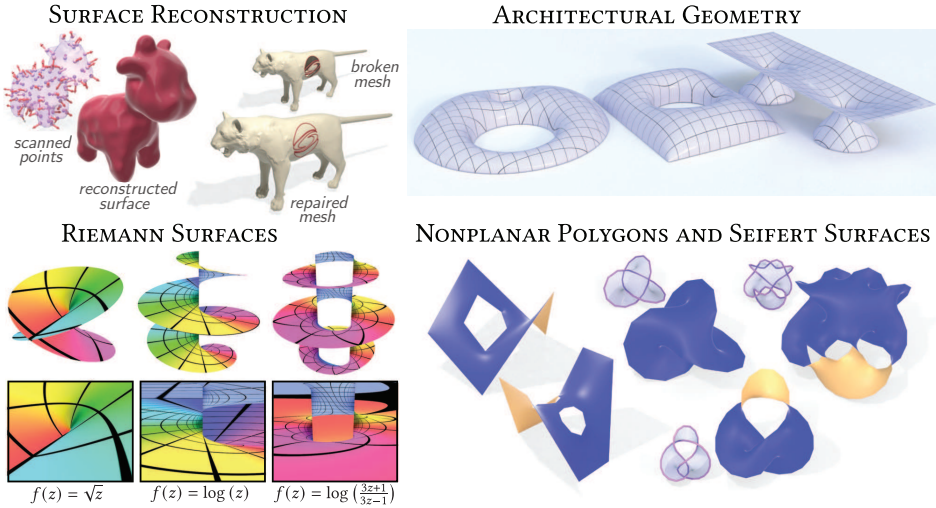 SURFACE RECONSTRUCTION
scanned
points
reconstructed
surface
broken
mesh
repaired
mesh
ARCHITECTURAL GEOMETRY
RIEMANN SURFACES
f(z) = √z
f(z) = log (z)
f(z) = log (3z+1/3z−1)
NONPLANAR POLYGONS AND SEIFERT SURFACES